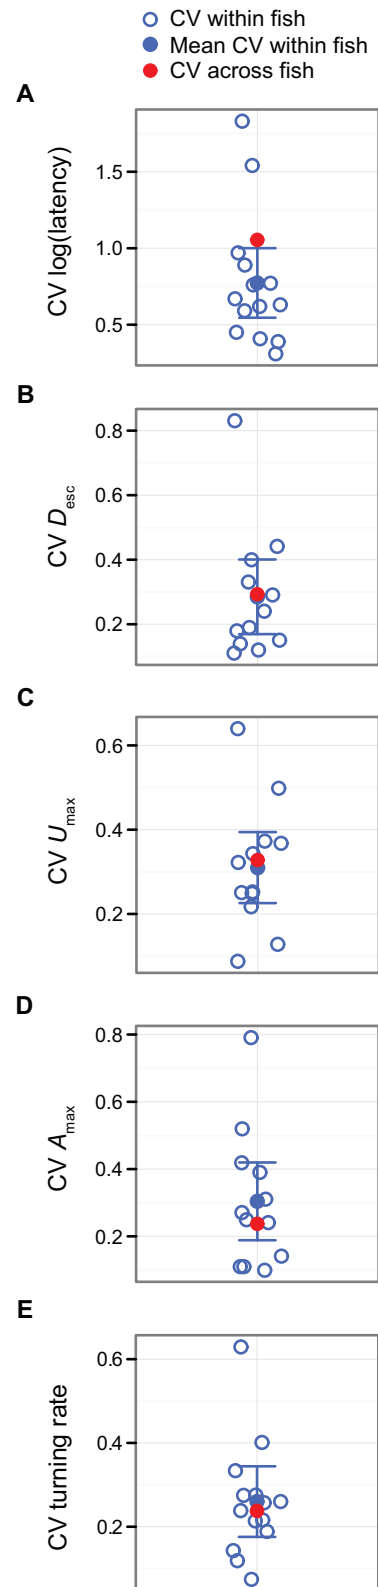 CV within fish
Mean CV within fish
CV across fish
A
CV log(latency)
1.5
1.0
0.5
B
CV Desc
0.8
0.6
0.4
0.2
C
CV Umax
0.6
0.4
0.2
D
CV Amax
0.8
0.6
0.4
0.2
E
CV turning rate
0.6
0.4
0.2